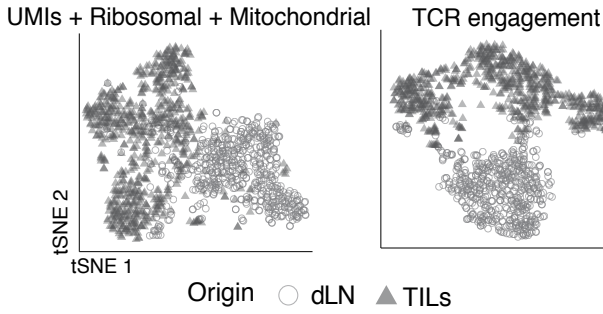 UMIs + Ribosomal + Mitochondrial
TCR engagement
tSNE 2
tSNE 1
Origin dLN TILs